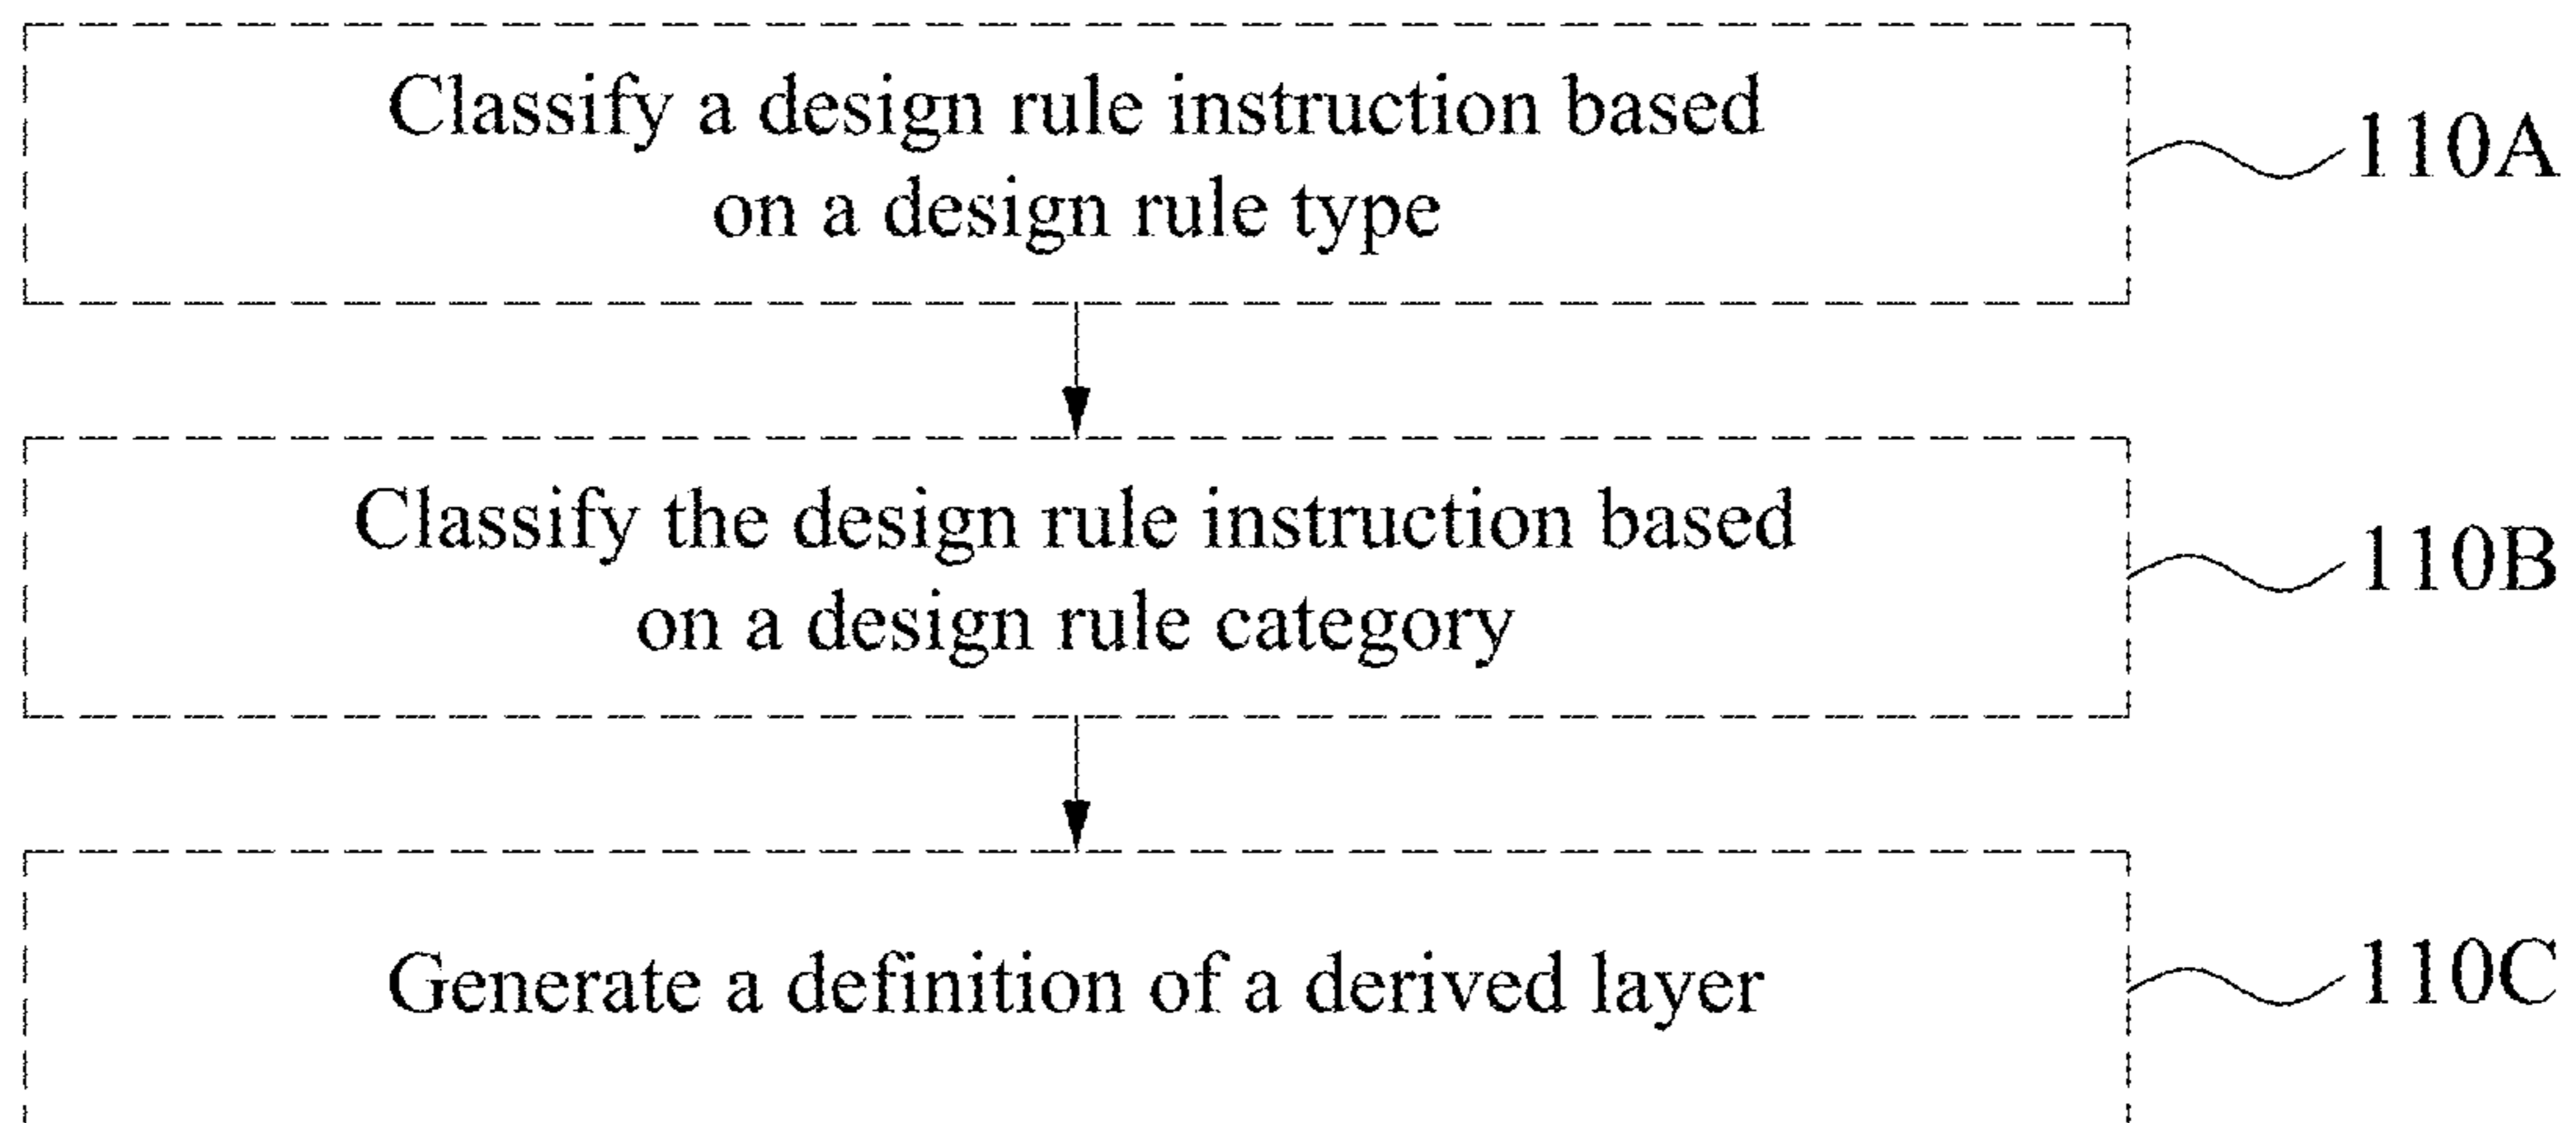 Classify a design rule instruction based
on a design rule type
110A
Classify the design rule instruction based
on a design rule category
110B
Generate a definition of a derived layer
110C